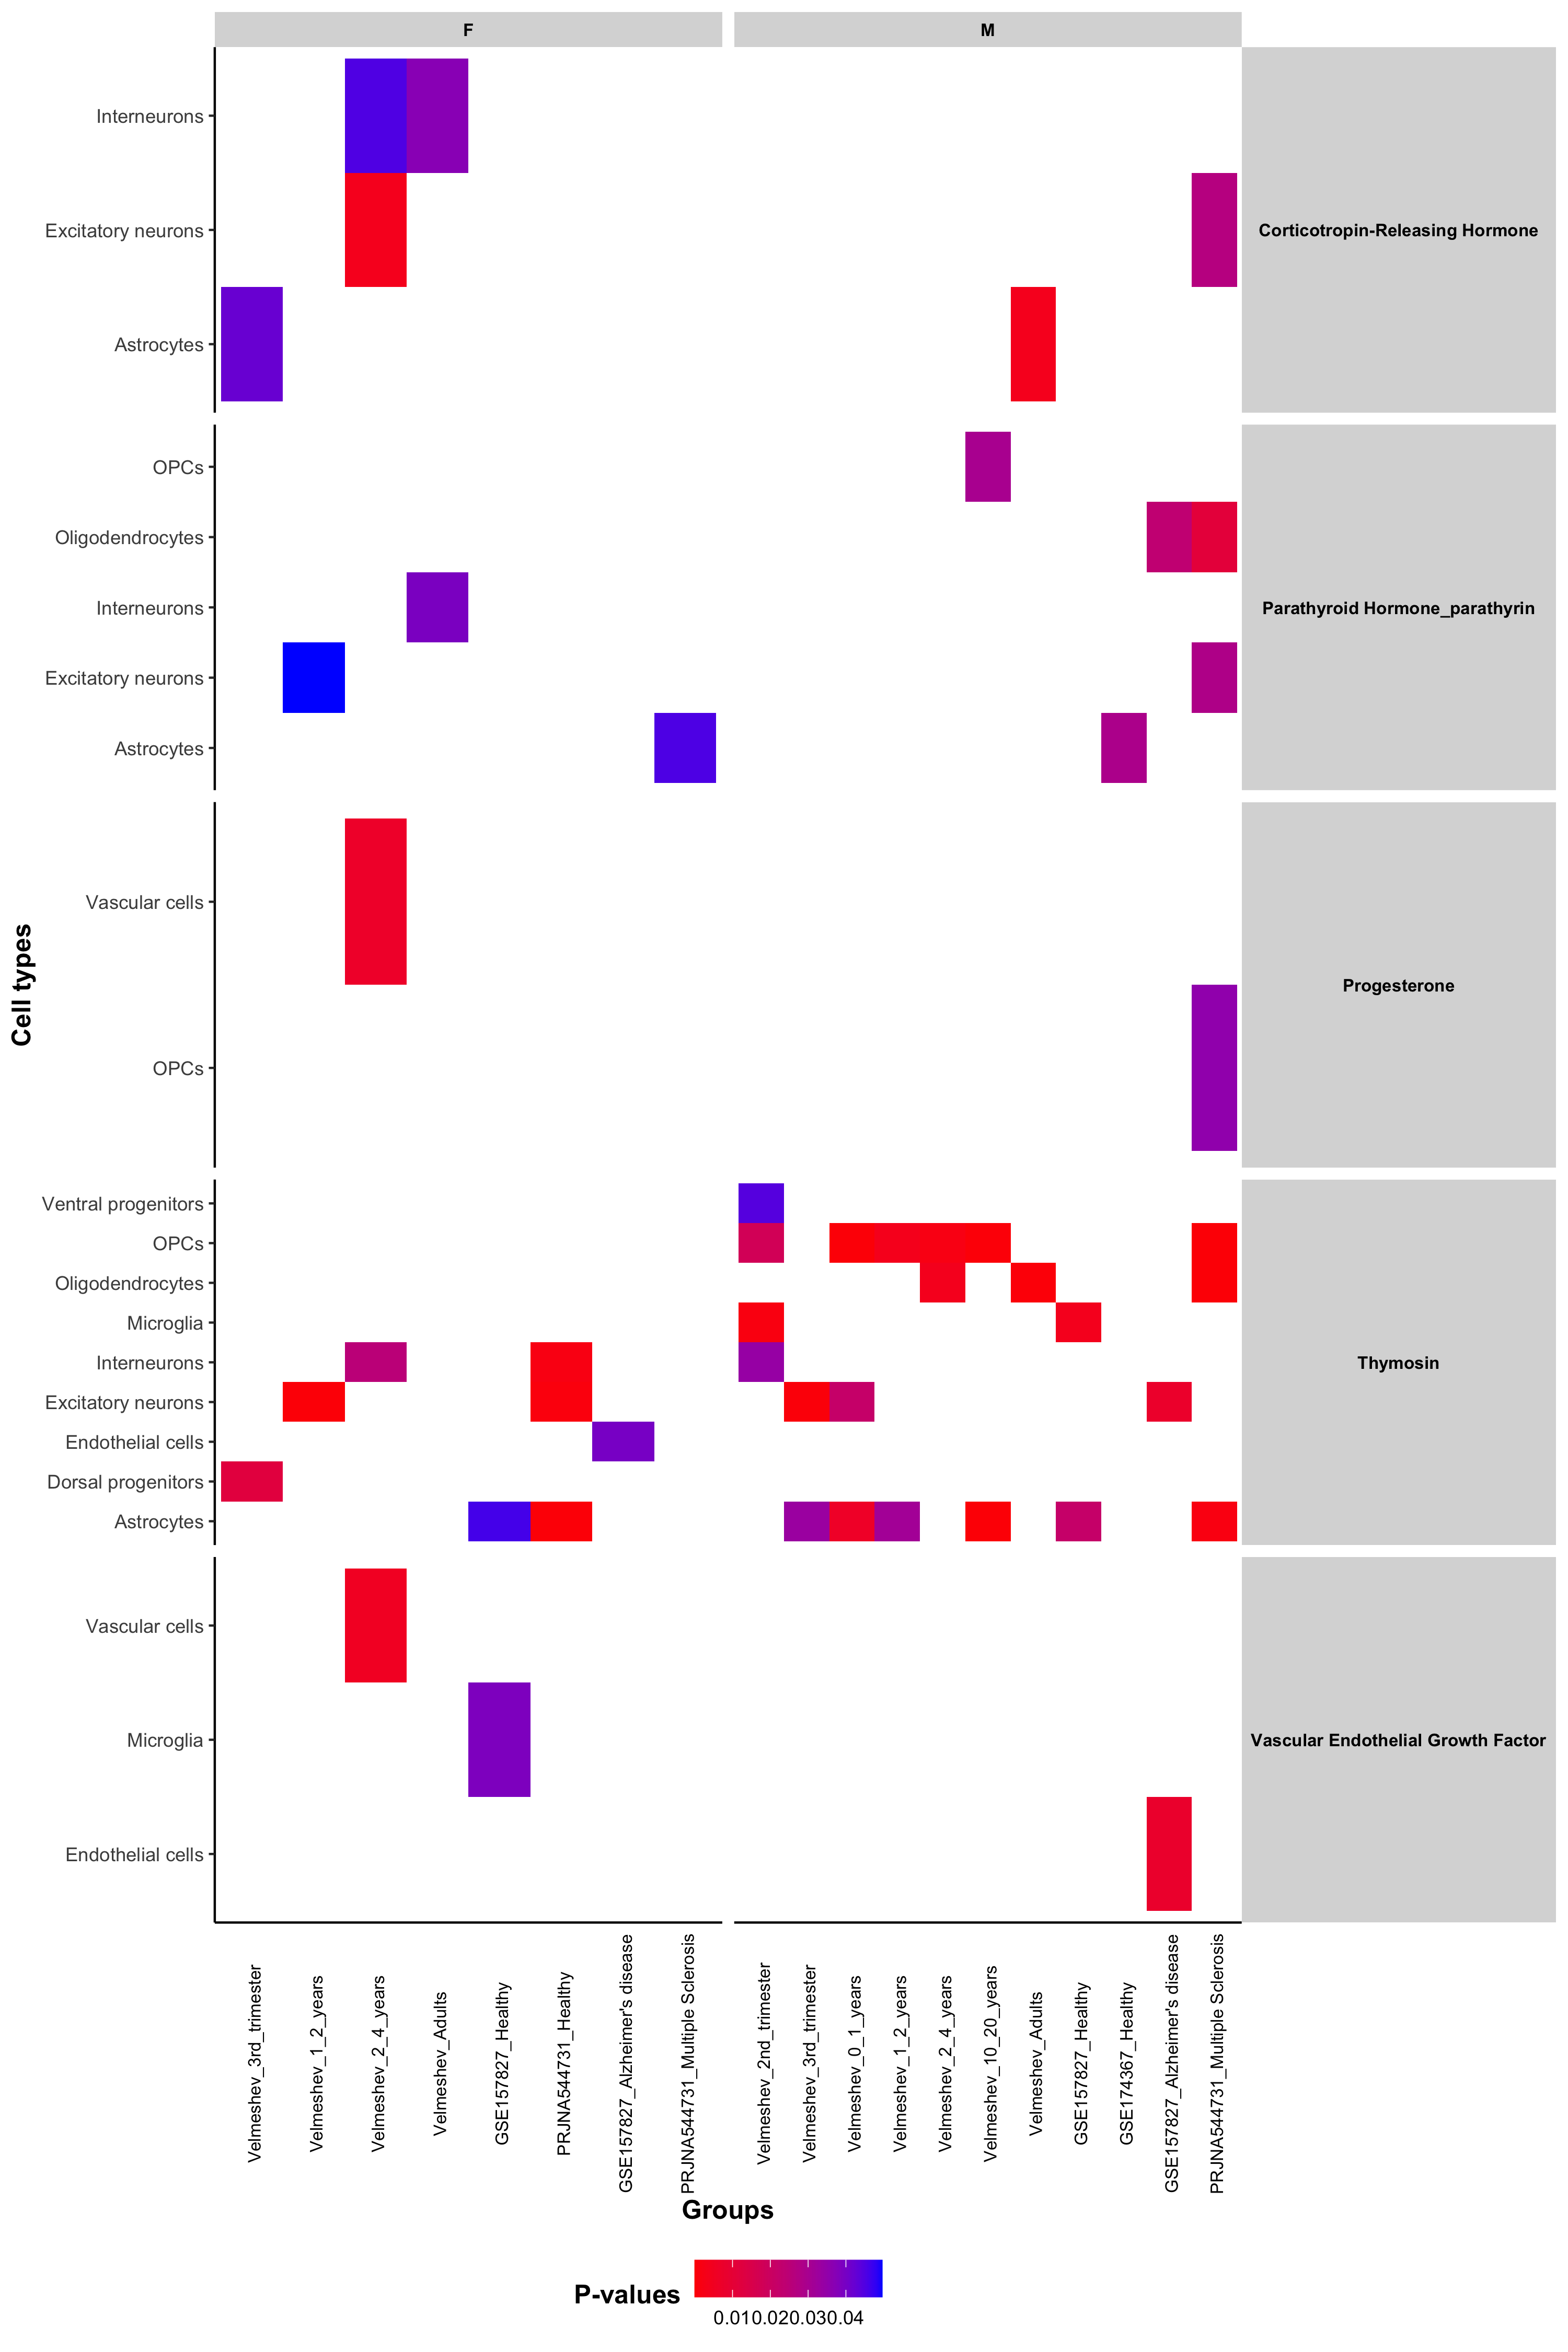 F
M
Interneurons
Excitatory neurons
Astrocytes
Corticotropin-Releasing Hormone
OPCs
Oligodendrocytes
Interneurons
Excitatory neurons
Astrocytes
Parathyroid Hormone_parathyrin
Vascular cells
OPCs
Progesterone
Cell types
Ventral progenitors
OPCs
Oligodendrocytes
Microglia
Interneurons
Excitatory neurons
Endothelial cells
Dorsal progenitors
Astrocytes
Thymosin
Vascular cells
Microglia
Endothelial cells
Vascular Endothelial Growth Factor
Velmeshev_3rd_trimester
Velmeshev_1_2_years
Velmeshev_2_4_years
Velmeshev_Adults
GSE157827_Healthy
PRJNA544731_Healthy
GSE157827_Alzheimer's disease
PRJNA544731_Multiple Sclerosis
Velmeshev_2nd_trimester
Velmeshev_3rd_trimester
Velmeshev_0_1_years
Velmeshev_1_2_years
Velmeshev_2_4_years
Velmeshev_10_20_years
Velmeshev_Adults
GSE157827_Healthy
GSE174367_Healthy
GSE157827_Alzheimer's disease
PRJNA544731_Multiple Sclerosis
Groups
P-values
0.010.020.030.04